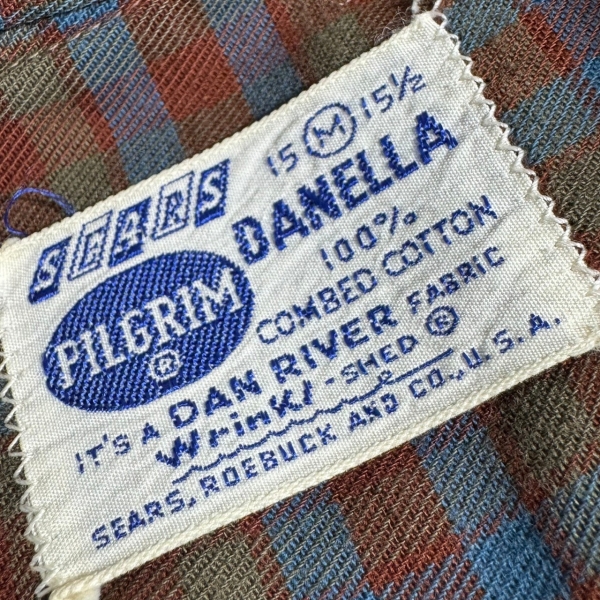 15 M 15½
SEARS
DANELLA
PILGRIM
®
100%
COMBED COTTON
IT'S A DAN RIVER FABRIC
Wrinkl-SHED ®
SEARS, ROEBUCK AND CO., U.S.A.